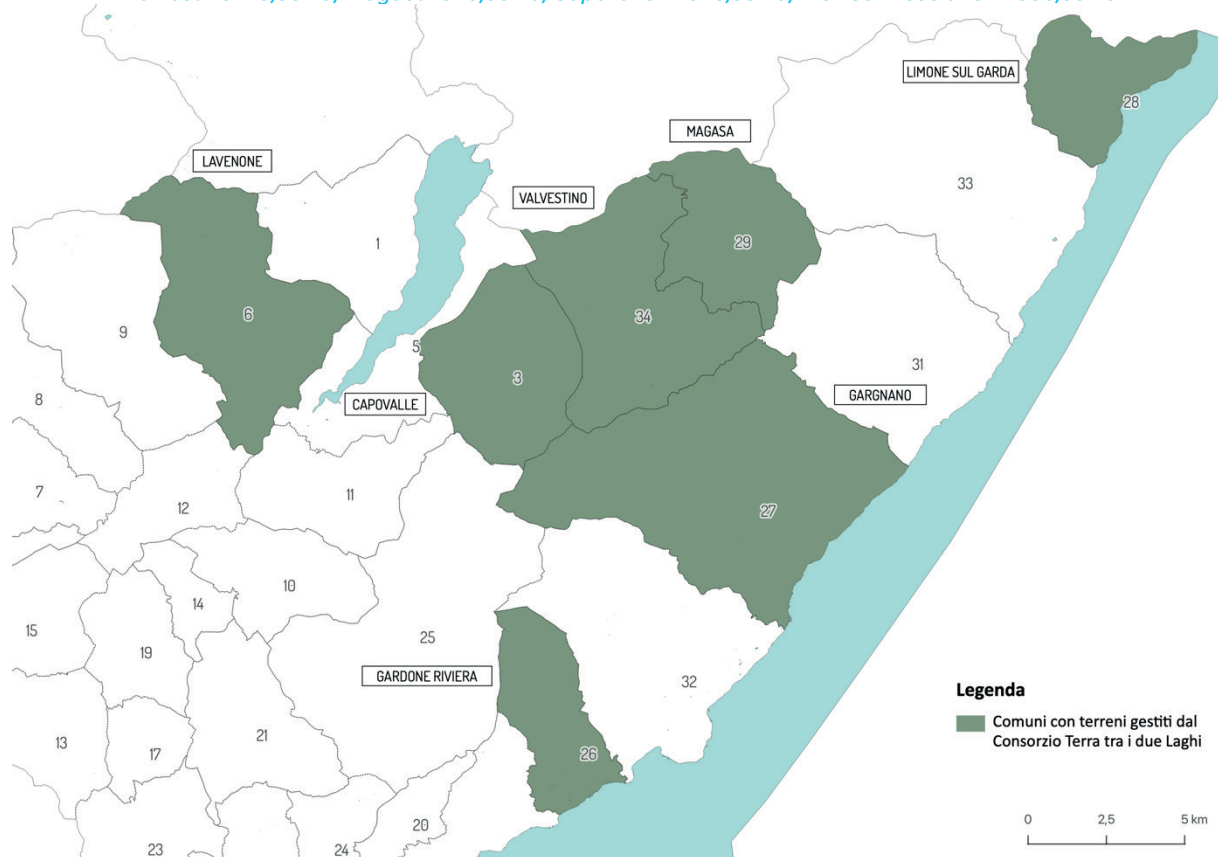 LIMONE SUL GARDA
28
MAGASA
LAVENONE
33
VALVESTINO
1
29
6
34
9
5
31
3
GARGNANO
8
CAPOVALLE
7
11
12
27
10
14
15
19
25
GARDONE RIVIERA
32
Legenda
Comuni con terreni gestiti dal
Consorzio Terra tra i due Laghi
13
17
21
26
20
23
24
0 2,5 5 km